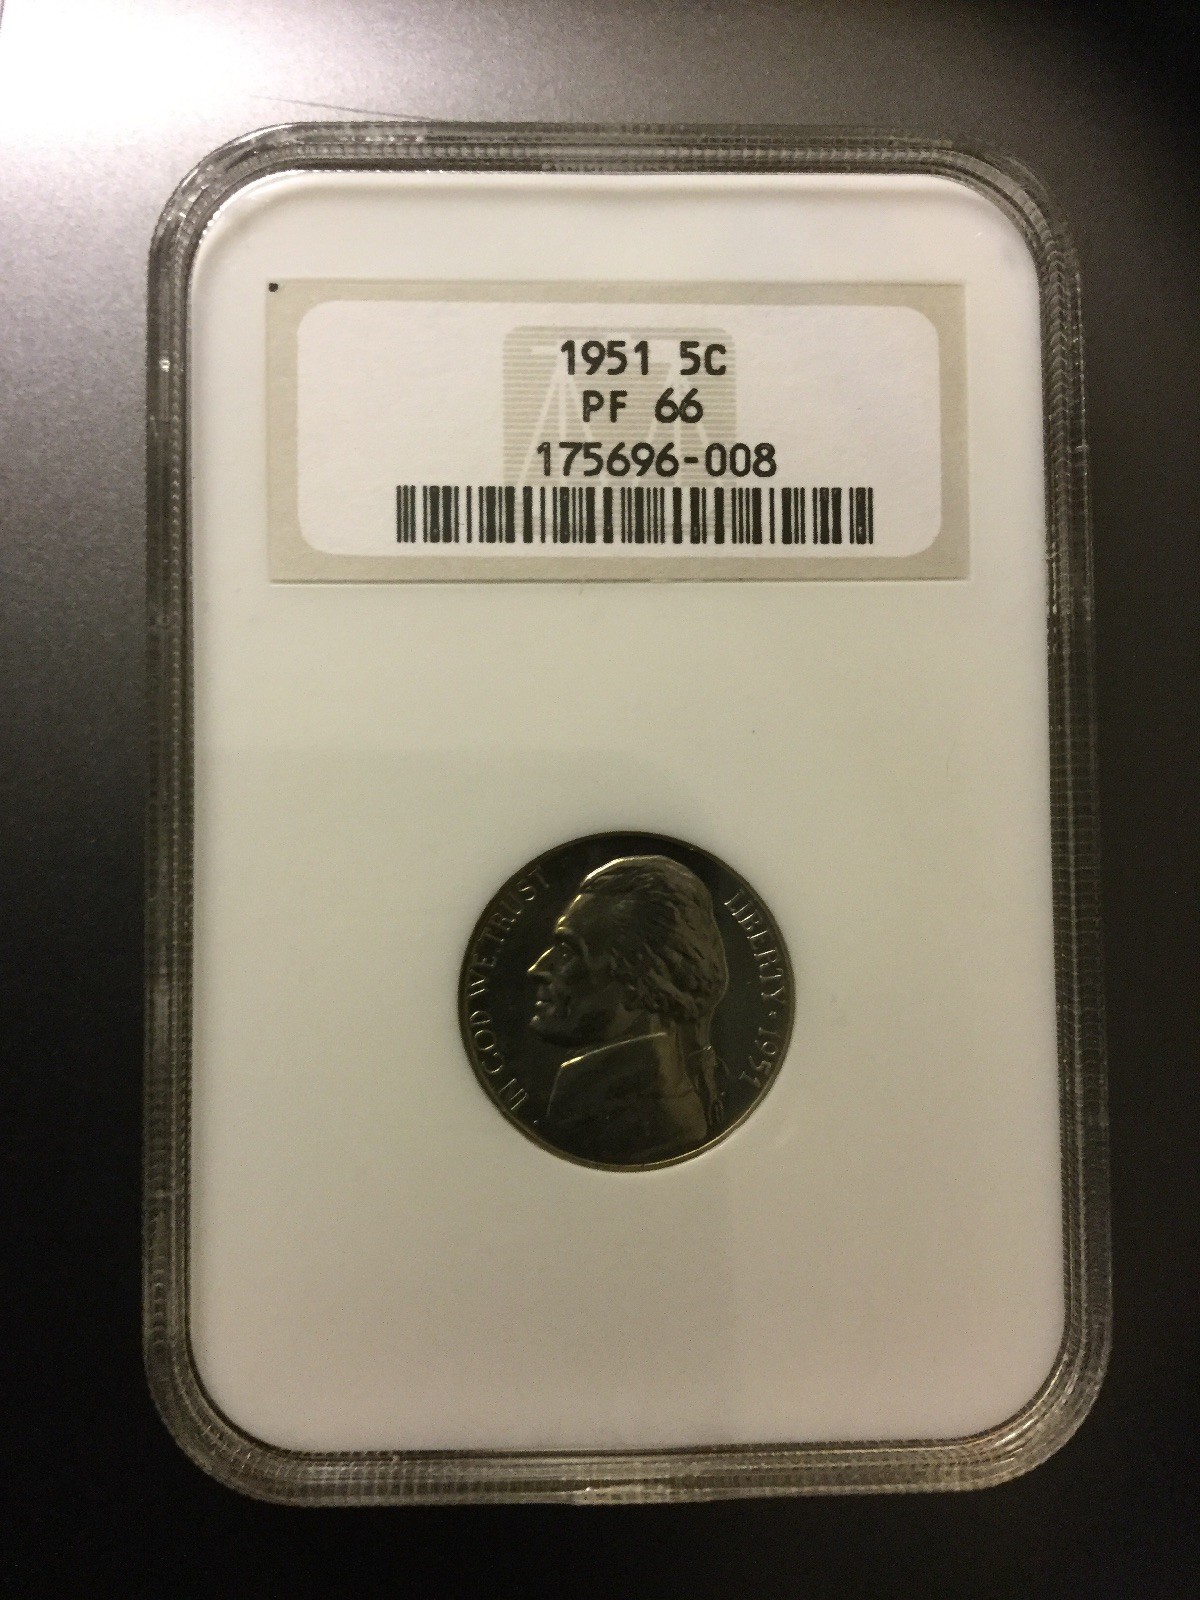 1951 5C
PF 66
175696-008
IN GOD WE TRUST
LIBERTY * 1951